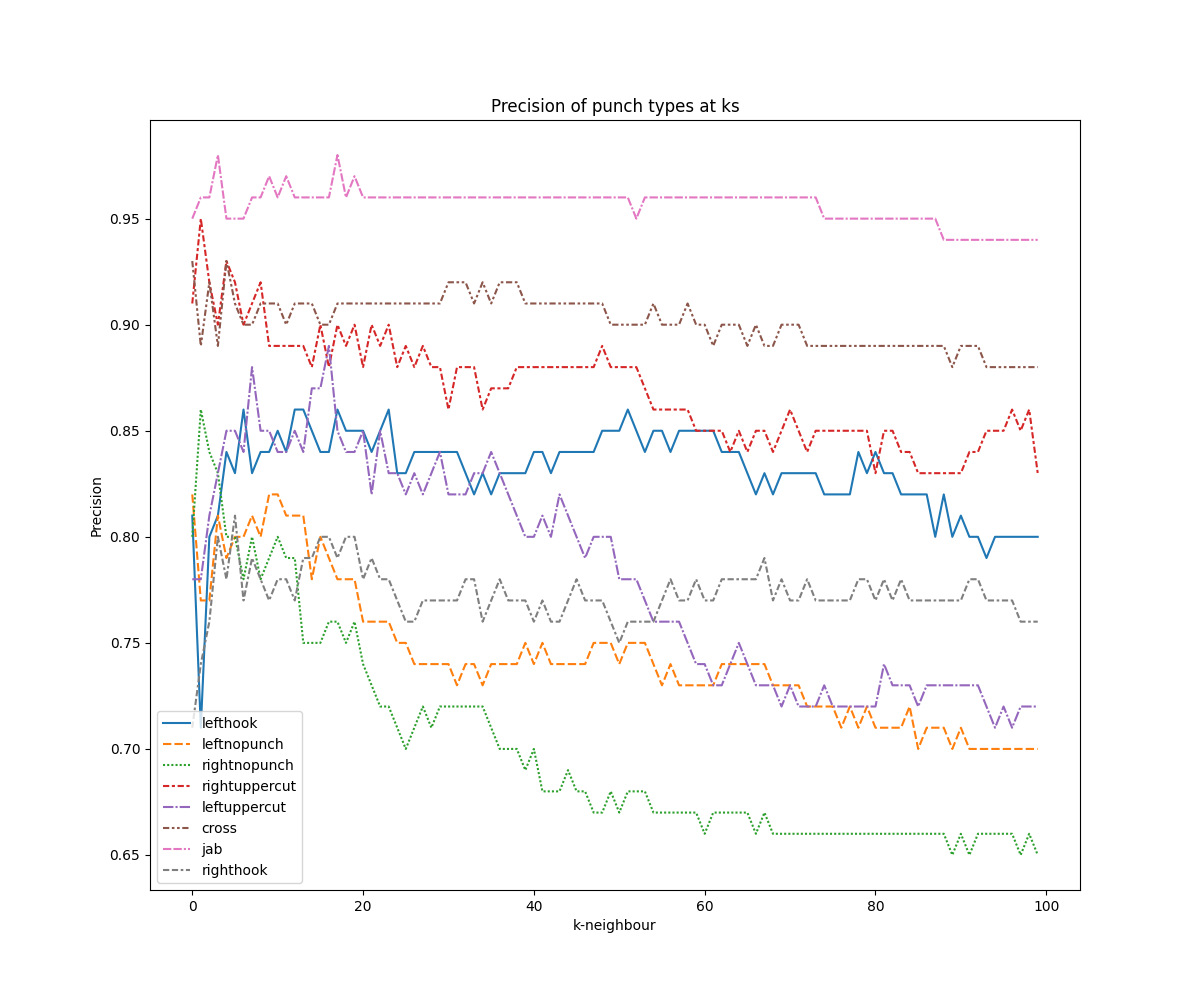 Precision of punch types at ks
Precision
0.95
0.90
0.85
0.80
0.75
0.70
0.65
lefthook
leftnopunch
rightnopunch
rightuppercut
leftuppercut
cross
jab
righthook
0 20 40 60 80 100
k-neighbour